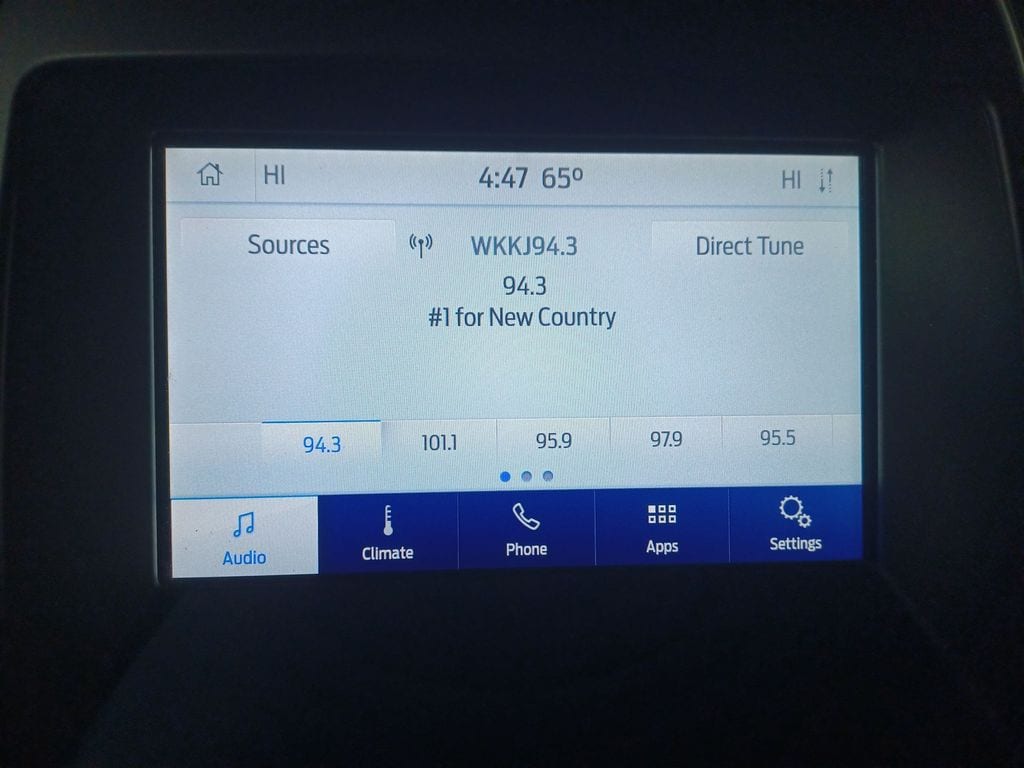 HI 4:47 65º HI
Sources WKKJ94.3 Direct Tune
94.3
#1 for New Country
94.3 101.1 95.9 97.9 95.5
Audio Climate Phone Apps Settings